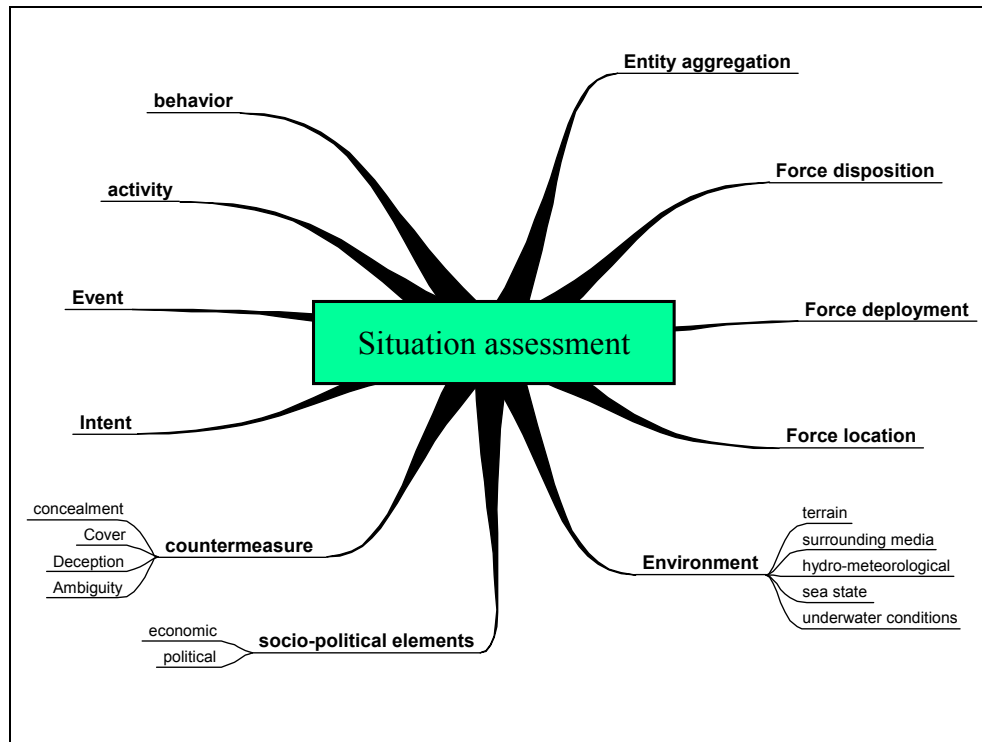 Entity aggregation
behavior
Force disposition
activity
Event
Force deployment
Situation assessment
Intent
Force location
concealment
Cover
Deception
Ambiguity
countermeasure
Environment
terrain
surrounding media
hydro-meteorological
sea state
underwater conditions
economic
political
socio-political elements